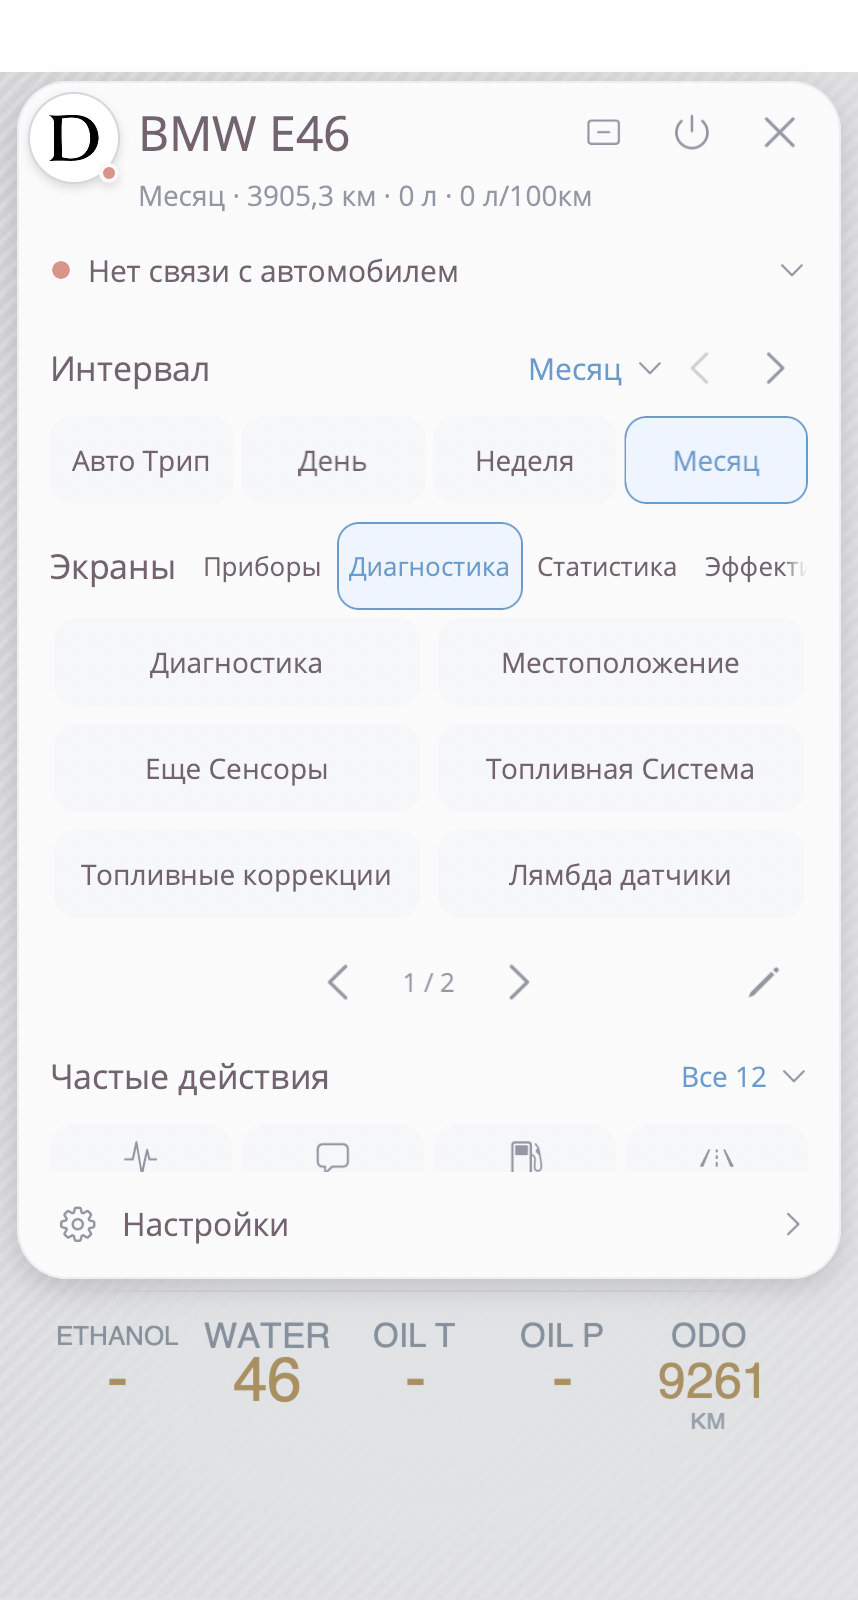 D
BMW E46
Месяц · 3905,3 км · 0 л · 0 л/100км
Нет связи с автомобилем
Интервал
Месяц
Авто Трип
День
Неделя
Месяц
Экраны
Приборы
Диагностика
Статистика
Эффекти
Диагностика
Местоположение
Еще Сенсоры
Топливная Система
Топливные коррекции
Лямбда датчики
1 / 2
Частые действия
Все 12
Настройки
ETHANOL WATER OIL T OIL P ODO
- 46 - - 9261
KM